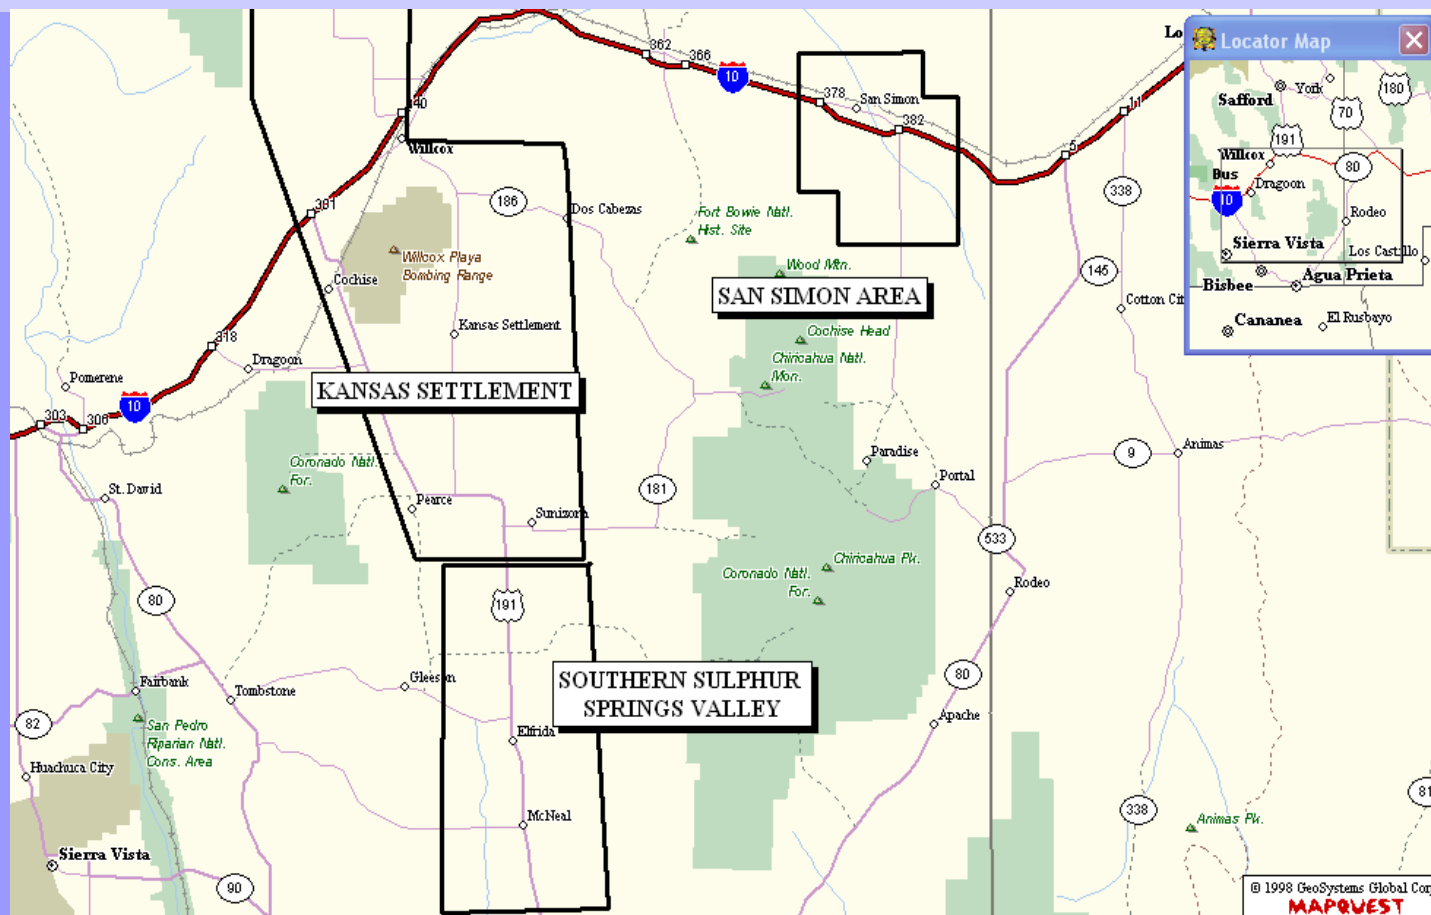 362
366
10
Lo
Locator Map
378
San Simon
382
11
5
Safford
York
180
70
191
Willcox
Bus
80
Dragoon
10
Rodeo
Sierra Vista
Los Castillo
Bisbee
Agua Prieta
Cananea
El Rusbayo
Willcox
186
Dos Cabezas
338
Fort Bowie Natl.
Hist. Site
Willcox Playa
Bombing Range
Cochise
Wood Mtn.
SAN SIMON AREA
145
Cotton Cit
Kansas Settlement
Cochise Head
Chiricahua Natl.
Mon.
318
Dragoon
Pomerene
KANSAS SETTLEMENT
10
303
306
Coronado Natl.
For.
Paradise
9
Animas
Portal
St. David
Pearce
181
Sunizona
533
Chiricahua Pk.
Coronado Natl.
For.
Rodeo
80
191
Fairbank
Tombstone
Gleeson
SOUTHERN SULPHUR
SPRINGS VALLEY
80
82
San Pedro
Riparian Natl.
Cons. Area
Elfrida
Apache
Huachuca City
McNeal
338
81
Animas Pk.
Sierra Vista
90
© 1998 GeoSystems Global Cor
MAPQUEST